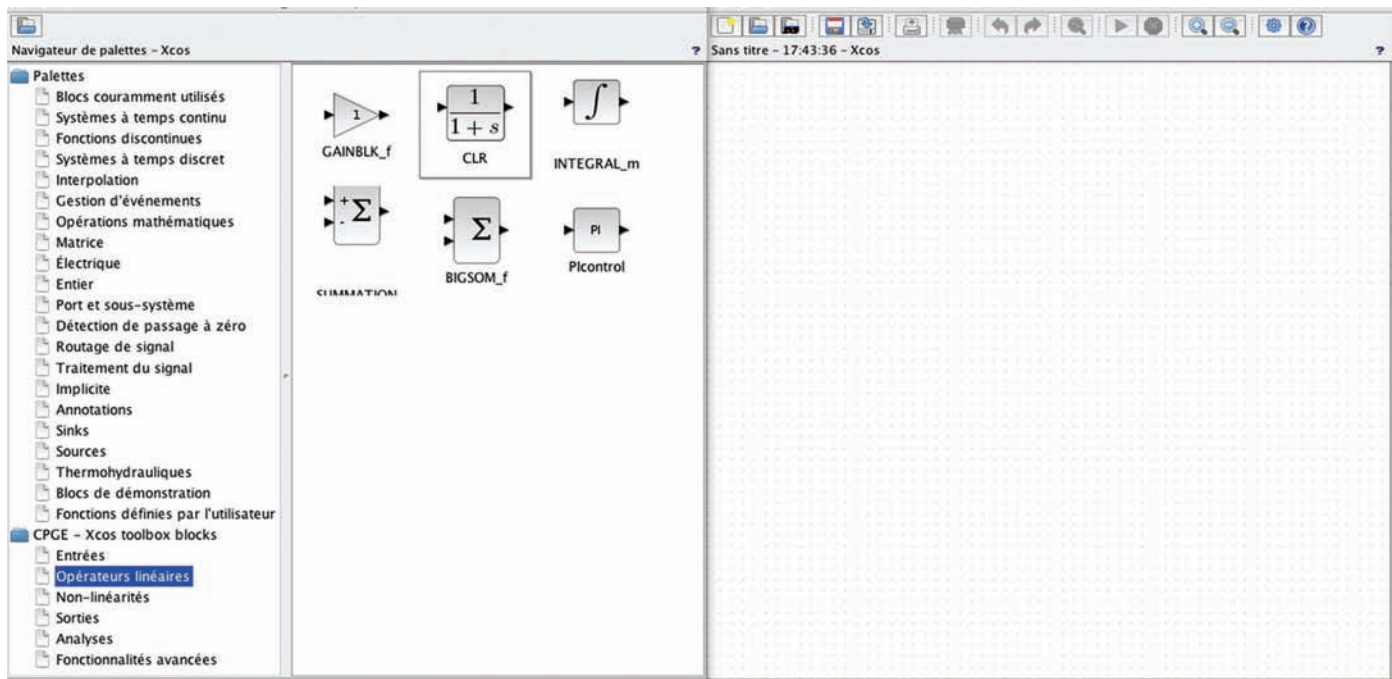 Navigateur de palettes – Xcos
?
Palettes
Blocs couramment utilisés
Systèmes à temps continu
Fonctions discontinues
Systèmes à temps discret
Interpolation
Gestion d'événements
Opérations mathématiques
Matrice
Électrique
Entier
Port et sous-système
Détection de passage à zéro
Routage de signal
Traitement du signal
Implicite
Annotations
Sinks
Sources
Thermohydrauliques
Blocs de démonstration
Fonctions définies par l'utilisateur
CPGE – Xcos toolbox blocks
Entrées
Opérateurs linéaires
Non-linéarités
Sorties
Analyses
Fonctionnalités avancées
1
GAINBLK_f
1
1 + s
CLR
∫
INTEGRAL_m
+
-
Σ
SUMMATION
Σ
BIGSOM_f
PI
PIcontrol
Sans titre – 17:43:36 – Xcos
?